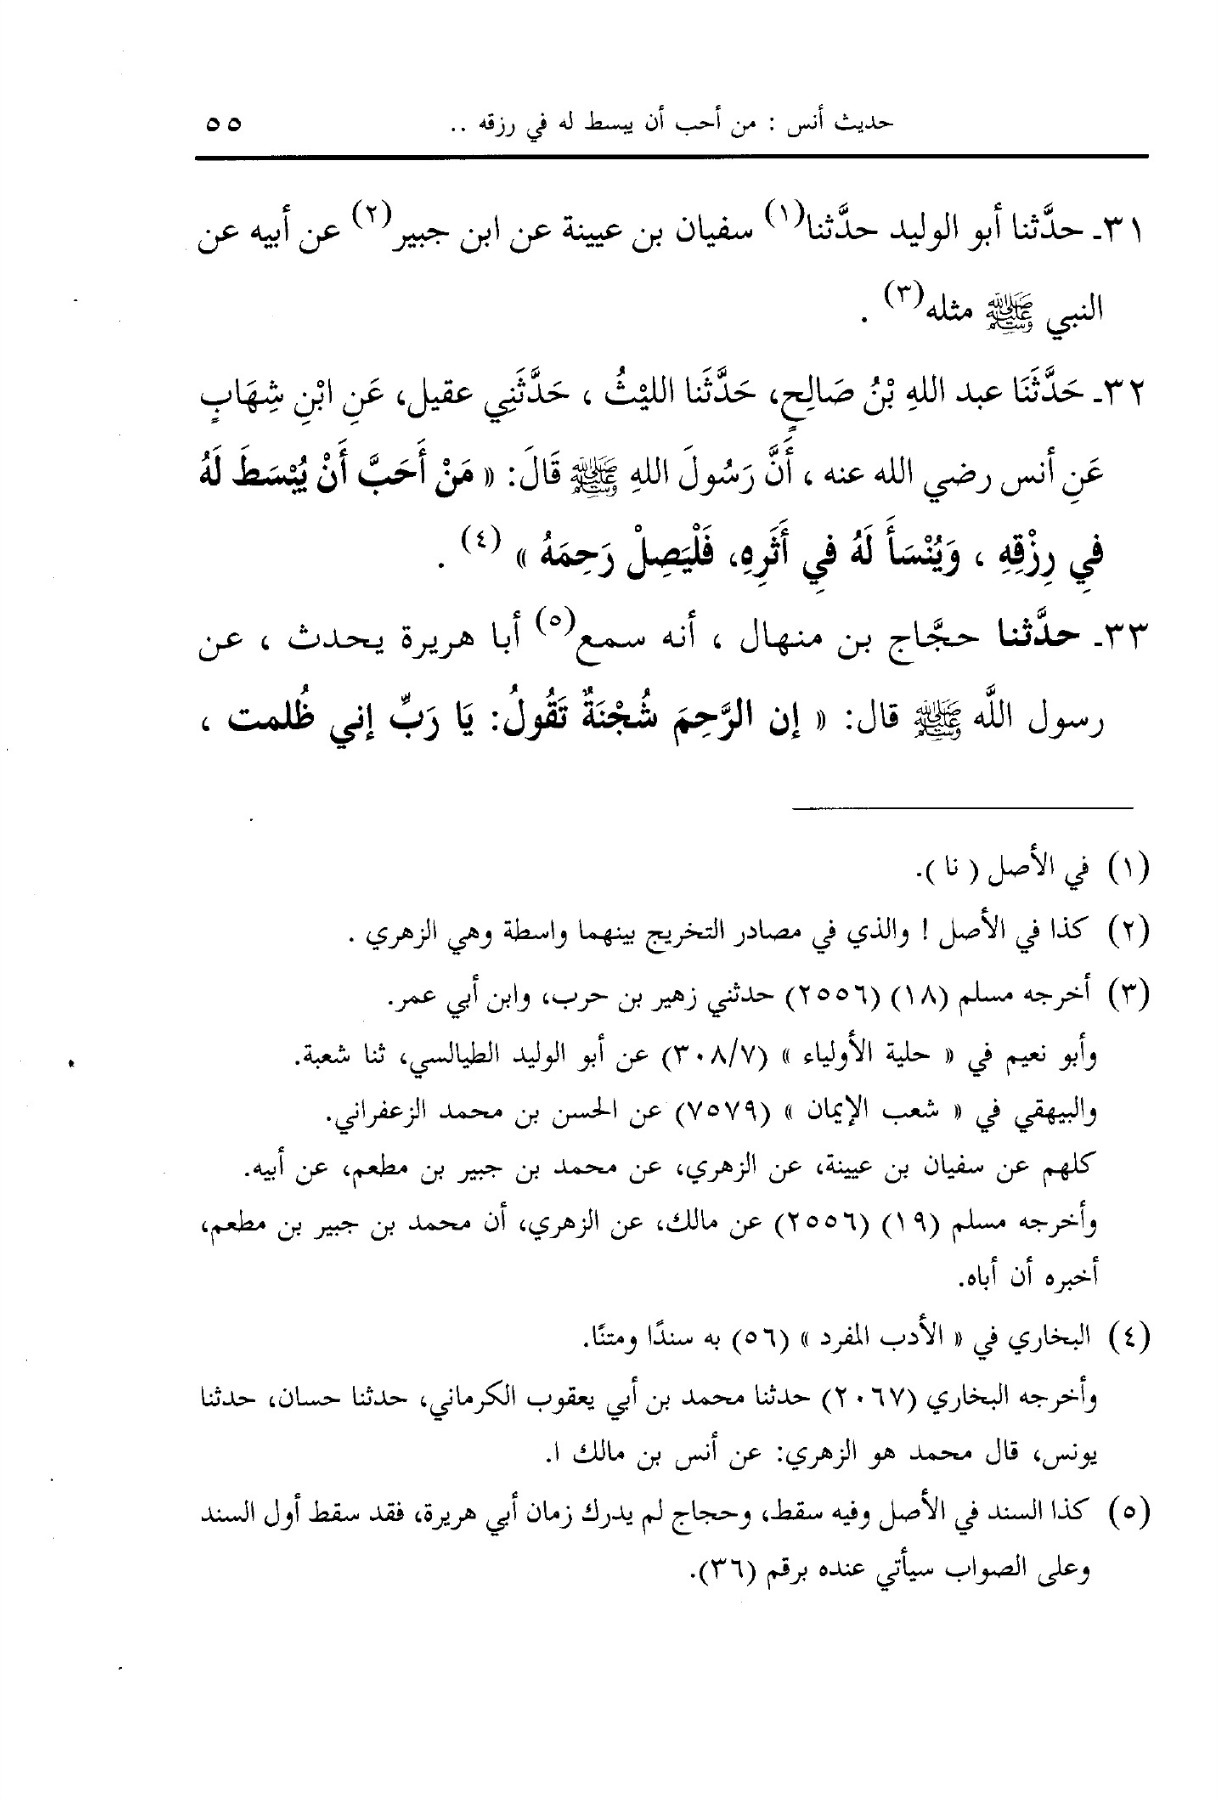 حديث أنس : من أحب أن يبسط له في رزقه .. ٥٥
٣١ـ حدَّثنا أبو الوليد حدَّثنا(١) سفيان بن عيينة عن ابن جبير(٢) عن أبيه عن
النبي ﷺ مثله(٣) .
٣٢ـ حَدَّثَنَا عبد اللهِ بْنُ صَالِحٍ، حَدَّثَنا الليْثُ ، حَدَّثَنِي عقيل، عَنِ ابْنِ شِهَابٍ
عَنِ أنس رضي الله عنه ، أَنَّ رَسُولَ اللهِ ﷺ قَالَ: « مَنْ أَحَبَّ أَنْ يُبْسَطَ لَهُ
فِي رِزْقِهِ ، وَيُنْسَأَ لَهُ فِي أَثَرِهِ، فَلْيَصِلْ رَحِمَهُ » (٤) .
٣٣ـ حدَّثنا حجَّاج بن منهال ، أنه سمع(٥) أبا هريرة يحدث ، عن
رسول اللَّه ﷺ قال: « إن الرَّحِمَ شُجْنَةٌ تَقُولُ: يَا رَبِّ إني ظُلمت ،
(١) في الأصل ( نا ).
(٢) كذا في الأصل ! والذي في مصادر التخريج بينهما واسطة وهي الزهري .
(٣) أخرجه مسلم (١٨) (٢٥٥٦) حدثني زهير بن حرب، وابن أبي عمر.
وأبو نعيم في « حلية الأولياء » (٣٠٨/٧) عن أبو الوليد الطيالسي، ثنا شعبة.
والبيهقي في « شعب الإيمان » (٧٥٧٩) عن الحسن بن محمد الزعفراني.
كلهم عن سفيان بن عيينة، عن الزهري، عن محمد بن جبير بن مطعم، عن أبيه.
وأخرجه مسلم (١٩) (٢٥٥٦) عن مالك، عن الزهري، أن محمد بن جبير بن مطعم،
أخبره أن أباه.
(٤) البخاري في « الأدب المفرد » (٥٦) به سندًا ومتنًا.
وأخرجه البخاري (٢٠٦٧) حدثنا محمد بن أبي يعقوب الكرماني، حدثنا حسان، حدثنا
يونس، قال محمد هو الزهري: عن أنس بن مالك ا.
(٥) كذا السند في الأصل وفيه سقط، وحجاج لم يدرك زمان أبي هريرة، فقد سقط أول السند
وعلى الصواب سيأتي عنده برقم (٣٦).